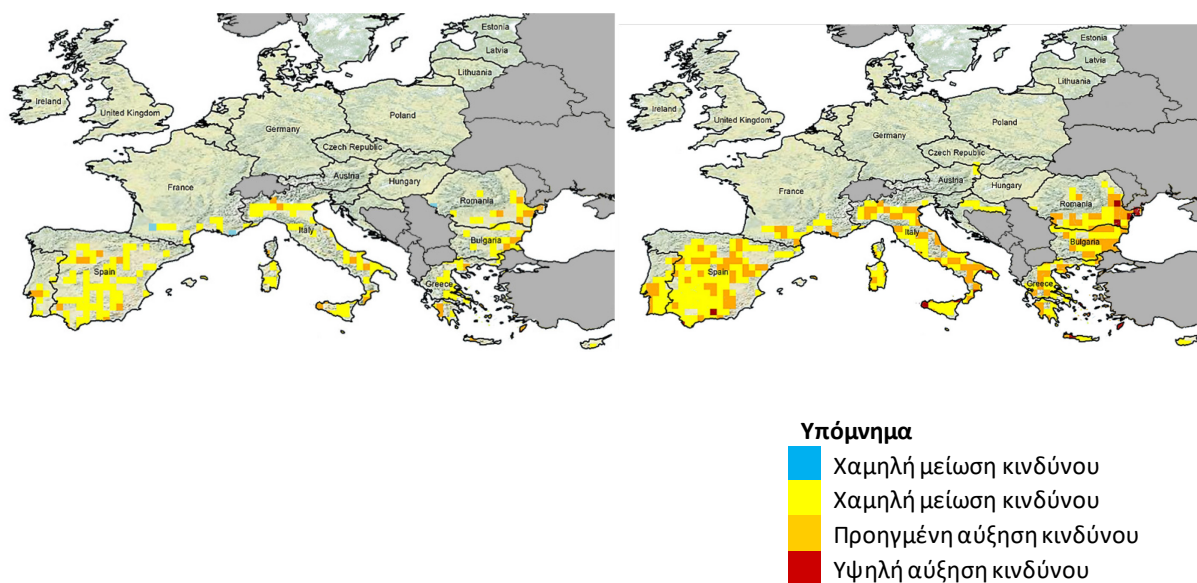 Estonia
Latvia
Lithuania
Ireland
United Kingdom
Poland
Germany
Czech Republic
Austria
Hungary
France
Romania
Italy
Bulgaria
Spain
Greece
Estonia
Latvia
Lithuania
Ireland
United Kingdom
Poland
Germany
Czech Republic
Austria
Hungary
France
Romania
Italy
Bulgaria
Spain
Greece
Υπόμνημα
Χαμηλή μείωση κινδύνου
Χαμηλή μείωση κινδύνου
Προηγμένη αύξηση κινδύνου
Υψηλή αύξηση κινδύνου